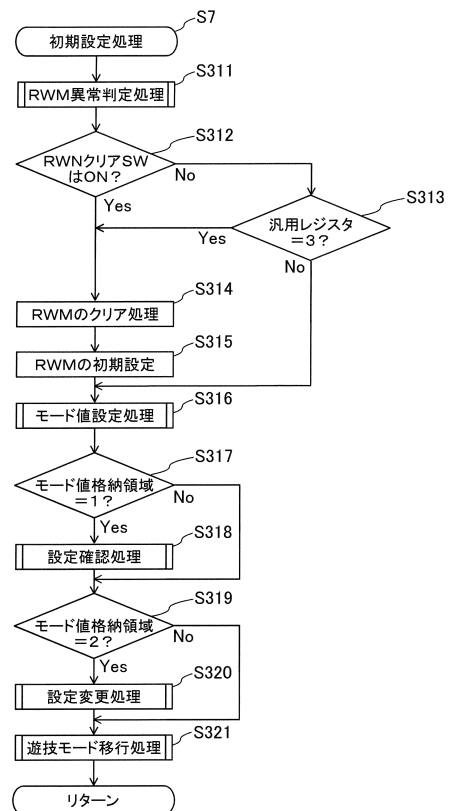 S7
初期設定処理
S311
RWM異常判定処理
S312
RWNクリアSW
はON?
No
Yes
S313
汎用レジスタ
=3?
Yes
No
S314
RWMのクリア処理
S315
RWMの初期設定
S316
モード値設定処理
S317
モード値格納領域
=1?
No
Yes
S318
設定確認処理
S319
モード値格納領域
=2?
No
Yes
S320
設定変更処理
S321
遊技モード移行処理
リターン